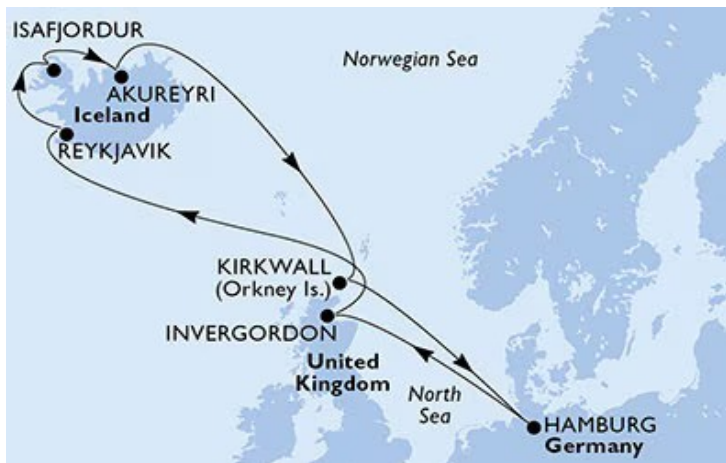 ISAFJORDUR
Norwegian Sea
AKUREYRI
Iceland
REYKJAVIK
KIRKWALL
(Orkney Is.)
INVERGORDON
United
Kingdom
North
Sea
HAMBURG
Germany